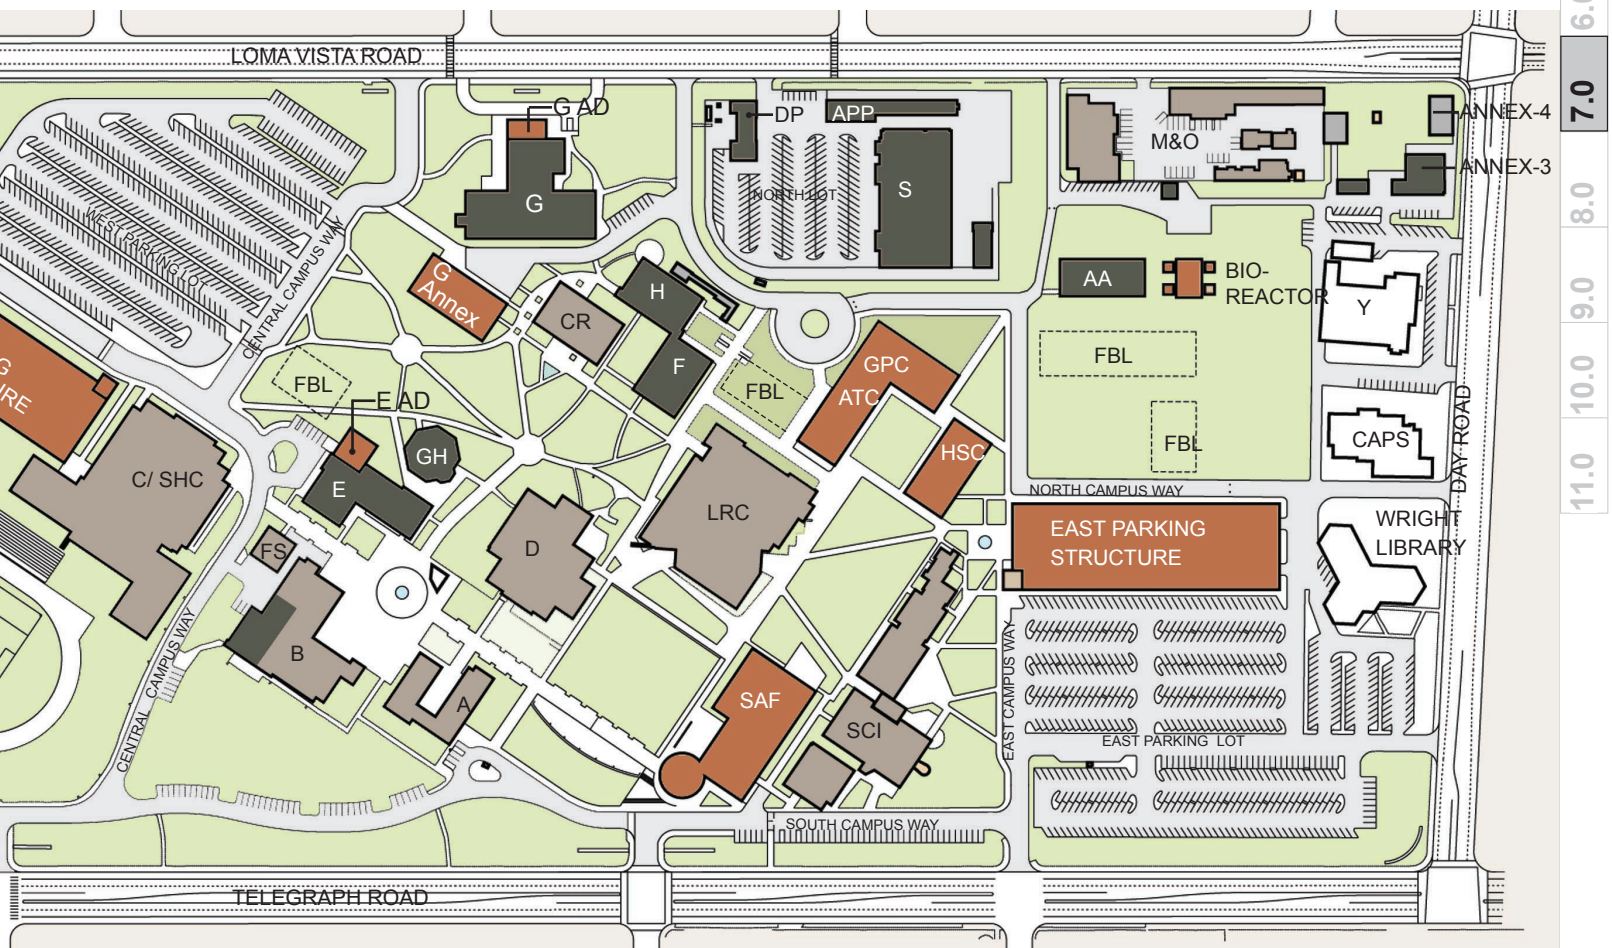 LOMA VISTA ROAD
6.0
7.0
8.0
9.0
10.0
11.0
G AD
DP
APP
M&O
ANNEX-4
ANNEX-3
NORTH LOT
S
G
WEST PARKING LOT
CENTRAL CAMPUS WAY
G
Annex
H
CR
F
AA
BIO-
REACTOR
Y
FBL
FBL
FBL
FBL
GPC
ATC
E AD
GH
HSC
CAPS
DAY ROAD
G
URE
C/ SHC
E
LRC
D
NORTH CAMPUS WAY
EAST PARKING
STRUCTURE
WRIGHT
LIBRARY
FS
B
A
CENTRAL CAMPUS WAY
SAF
SCI
EAST CAMPUS WAY
EAST PARKING LOT
SOUTH CAMPUS WAY
TELEGRAPH ROAD